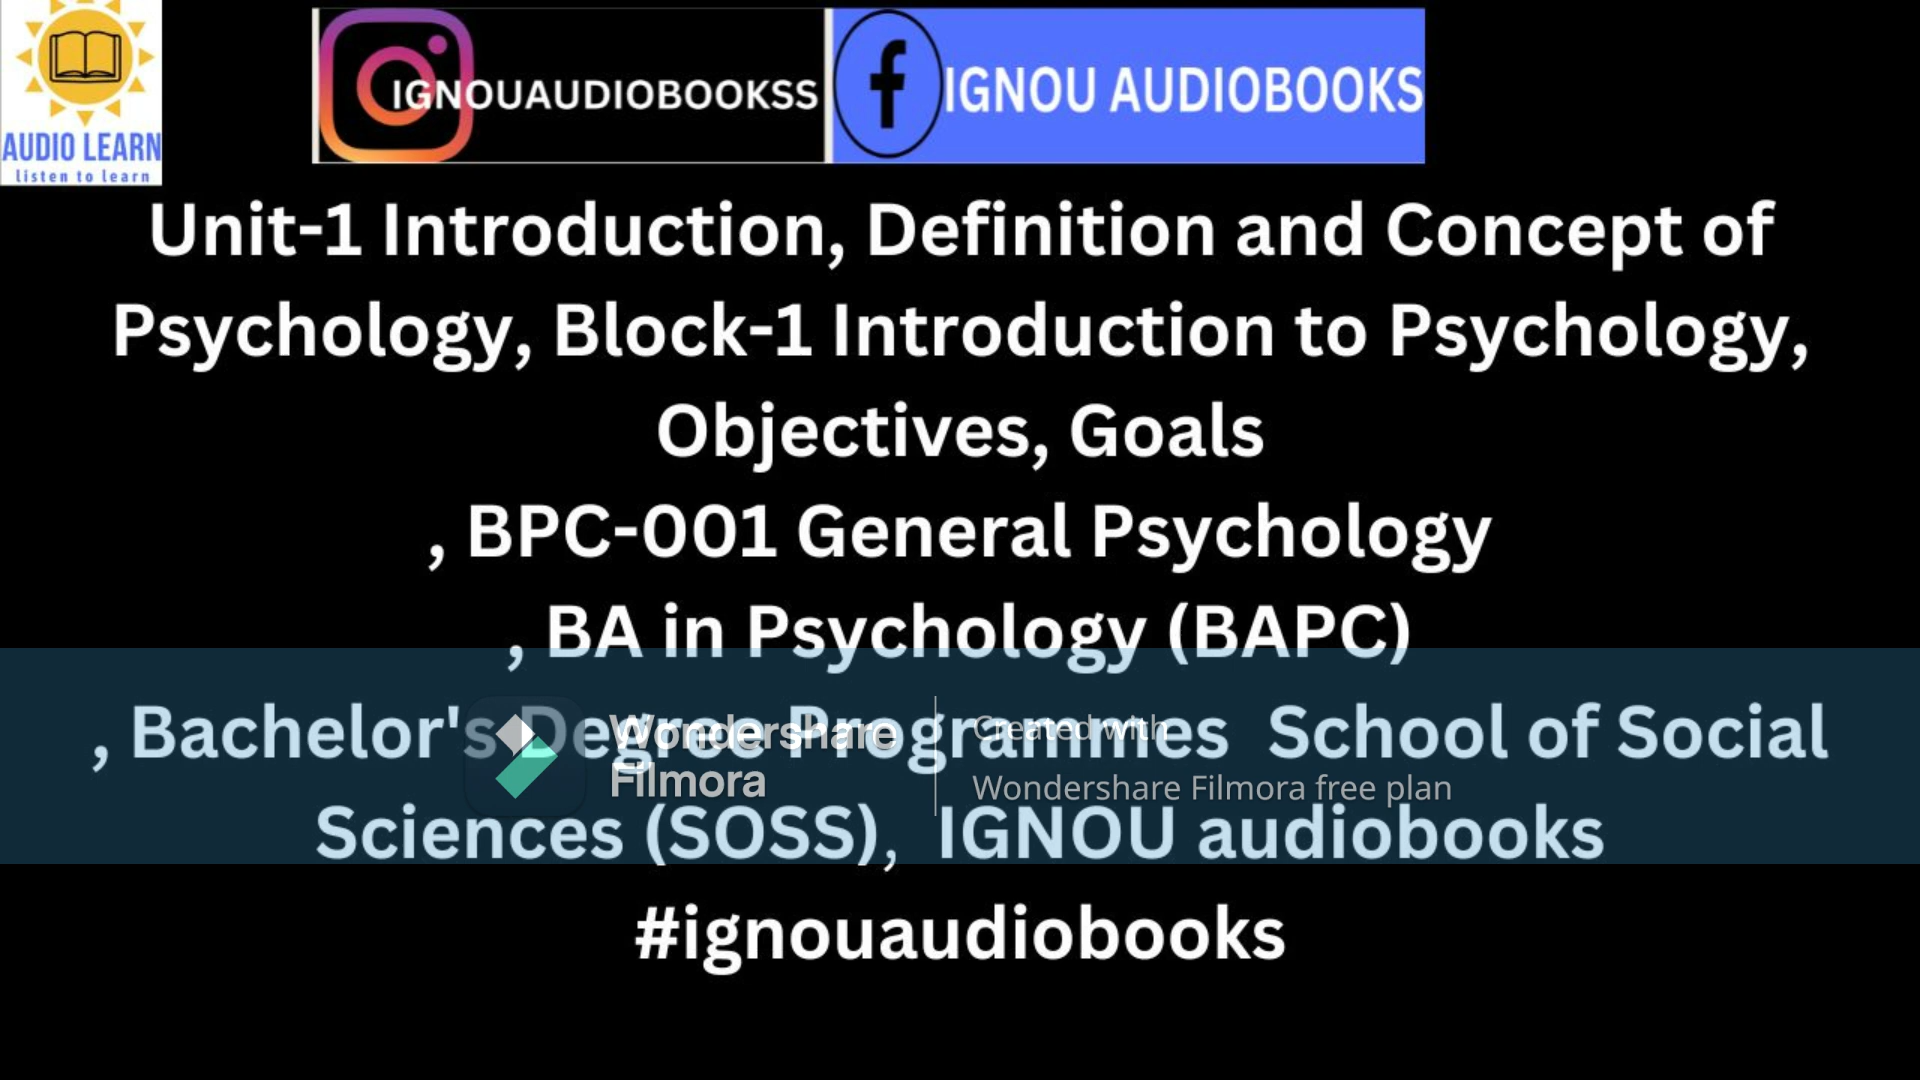 AUDIO LEARN
listen to learn
IGNOUAUDIOBOOKSS
f IGNOU AUDIOBOOKS
Unit-1 Introduction, Definition and Concept of
Psychology, Block-1 Introduction to Psychology,
Objectives, Goals
, BPC-001 General Psychology
, BA in Psychology (BAPC)
, Bachelor's Degree Programmes School of Social
Wondershare
Filmora
Created with
Wondershare Filmora free plan
Sciences (SOSS), IGNOU audiobooks
#ignouaudiobooks